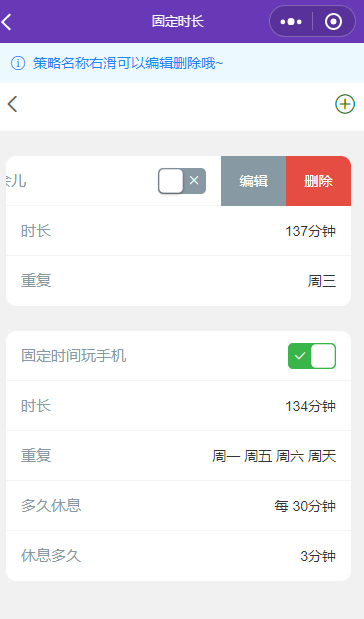 固定时长
策略名称右滑可以编辑删除哦~
儿 编辑 删除
时长 137分钟
重复 周三
固定时间玩手机
时长 134分钟
重复 周一 周五 周六 周天
多久休息 每 30分钟
休息多久 3分钟